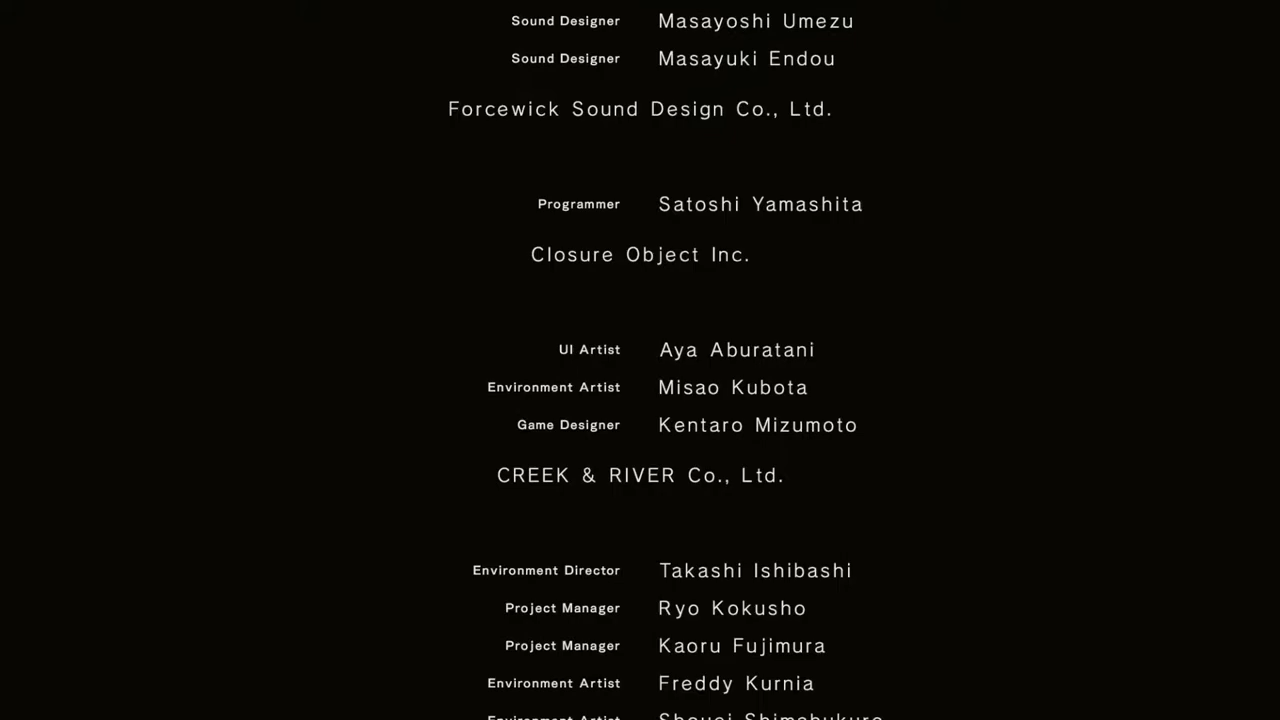 Sound Designer Masayoshi Umezu
Sound Designer Masayuki Endou
Forcewick Sound Design Co., Ltd.
Programmer Satoshi Yamashita
Closure Object Inc.
UI Artist Aya Aburatani
Environment Artist Misao Kubota
Game Designer Kentaro Mizumoto
CREEK & RIVER Co., Ltd.
Environment Director Takashi Ishibashi
Project Manager Ryo Kokusho
Project Manager Kaoru Fujimura
Environment Artist Freddy Kurnia
Environment Artist